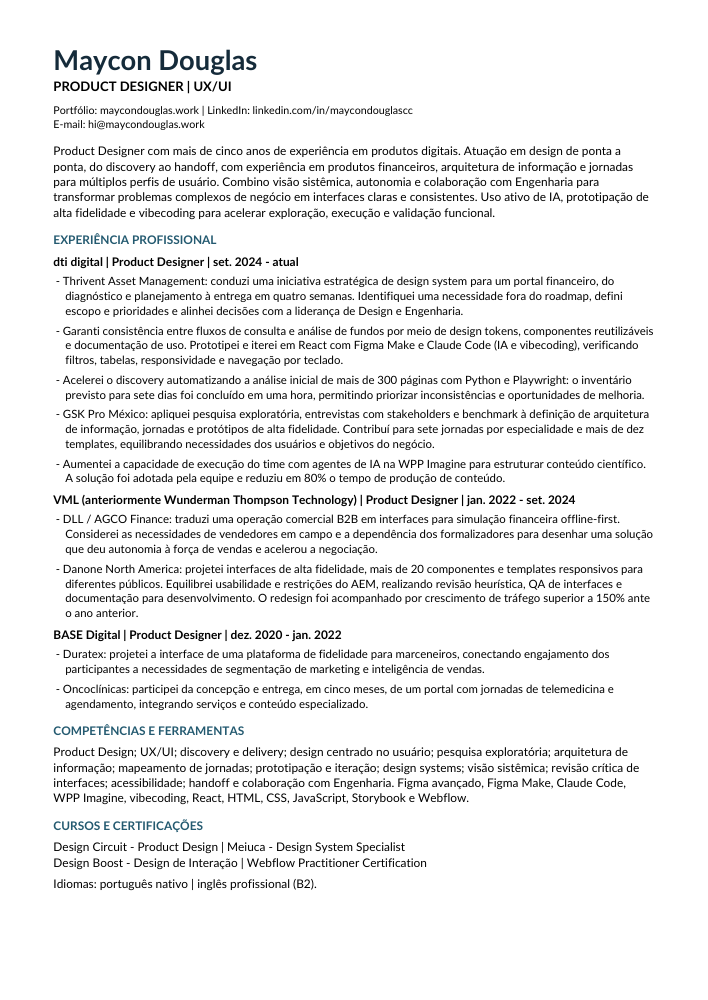 Maycon Douglas
PRODUCT DESIGNER | UX/UI
Portfólio: maycondouglas.work | LinkedIn: linkedin.com/in/maycondouglascc
E-mail: hi@maycondouglas.work
Product Designer com mais de cinco anos de experiência em produtos digitais. Atuação em design de ponta a
ponta, do discovery ao handoff, com experiência em produtos financeiros, arquitetura de informação e jornadas
para múltiplos perfis de usuário. Combino visão sistêmica, autonomia e colaboração com Engenharia para
transformar problemas complexos de negócio em interfaces claras e consistentes. Uso ativo de IA, prototipação de
alta fidelidade e vibecoding para acelerar exploração, execução e validação funcional.
EXPERIÊNCIA PROFISSIONAL
dti digital | Product Designer | set. 2024 - atual
- Thrivent Asset Management: conduzi uma iniciativa estratégica de design system para um portal financeiro, do
diagnóstico e planejamento à entrega em quatro semanas. Identifiquei uma necessidade fora do roadmap, defini
escopo e prioridades e alinhei decisões com a liderança de Design e Engenharia.
- Garanti consistência entre fluxos de consulta e análise de fundos por meio de design tokens, componentes reutilizáveis
e documentação de uso. Prototipei e iterei em React com Figma Make e Claude Code (IA e vibecoding), verificando
filtros, tabelas, responsividade e navegação por teclado.
- Acelerei o discovery automatizando a análise inicial de mais de 300 páginas com Python e Playwright: o inventário
previsto para sete dias foi concluído em uma hora, permitindo priorizar inconsistências e oportunidades de melhoria.
- GSK Pro México: apliquei pesquisa exploratória, entrevistas com stakeholders e benchmark à definição de arquitetura
de informação, jornadas e protótipos de alta fidelidade. Contribuí para sete jornadas por especialidade e mais de dez
templates, equilibrando necessidades dos usuários e objetivos do negócio.
- Aumentei a capacidade de execução do time com agentes de IA na WPP Imagine para estruturar conteúdo científico.
A solução foi adotada pela equipe e reduziu em 80% o tempo de produção de conteúdo.
VML (anteriormente Wunderman Thompson Technology) | Product Designer | jan. 2022 - set. 2024
- DLL / AGCO Finance: traduzi uma operação comercial B2B em interfaces para simulação financeira offline-first.
Considerei as necessidades de vendedores em campo e a dependência dos formalizadores para desenhar uma solução
que deu autonomia à força de vendas e acelerou a negociação.
- Danone North America: projetei interfaces de alta fidelidade, mais de 20 componentes e templates responsivos para
diferentes públicos. Equilibrei usabilidade e restrições do AEM, realizando revisão heurística, QA de interfaces e
documentação para desenvolvimento. O redesign foi acompanhado por crescimento de tráfego superior a 150% ante
o ano anterior.
BASE Digital | Product Designer | dez. 2020 - jan. 2022
- Duratex: projetei a interface de uma plataforma de fidelidade para marceneiros, conectando engajamento dos
participantes a necessidades de segmentação de marketing e inteligência de vendas.
- Oncoclínicas: participei da concepção e entrega, em cinco meses, de um portal com jornadas de telemedicina e
agendamento, integrando serviços e conteúdo especializado.
COMPETÊNCIAS E FERRAMENTAS
Product Design; UX/UI; discovery e delivery; design centrado no usuário; pesquisa exploratória; arquitetura de
informação; mapeamento de jornadas; prototipação e iteração; design systems; visão sistêmica; revisão crítica de
interfaces; acessibilidade; handoff e colaboração com Engenharia. Figma avançado, Figma Make, Claude Code,
WPP Imagine, vibecoding, React, HTML, CSS, JavaScript, Storybook e Webflow.
CURSOS E CERTIFICAÇÕES
Design Circuit - Product Design | Meiuca - Design System Specialist
Design Boost - Design de Interação | Webflow Practitioner Certification
Idiomas: português nativo | inglês profissional (B2).